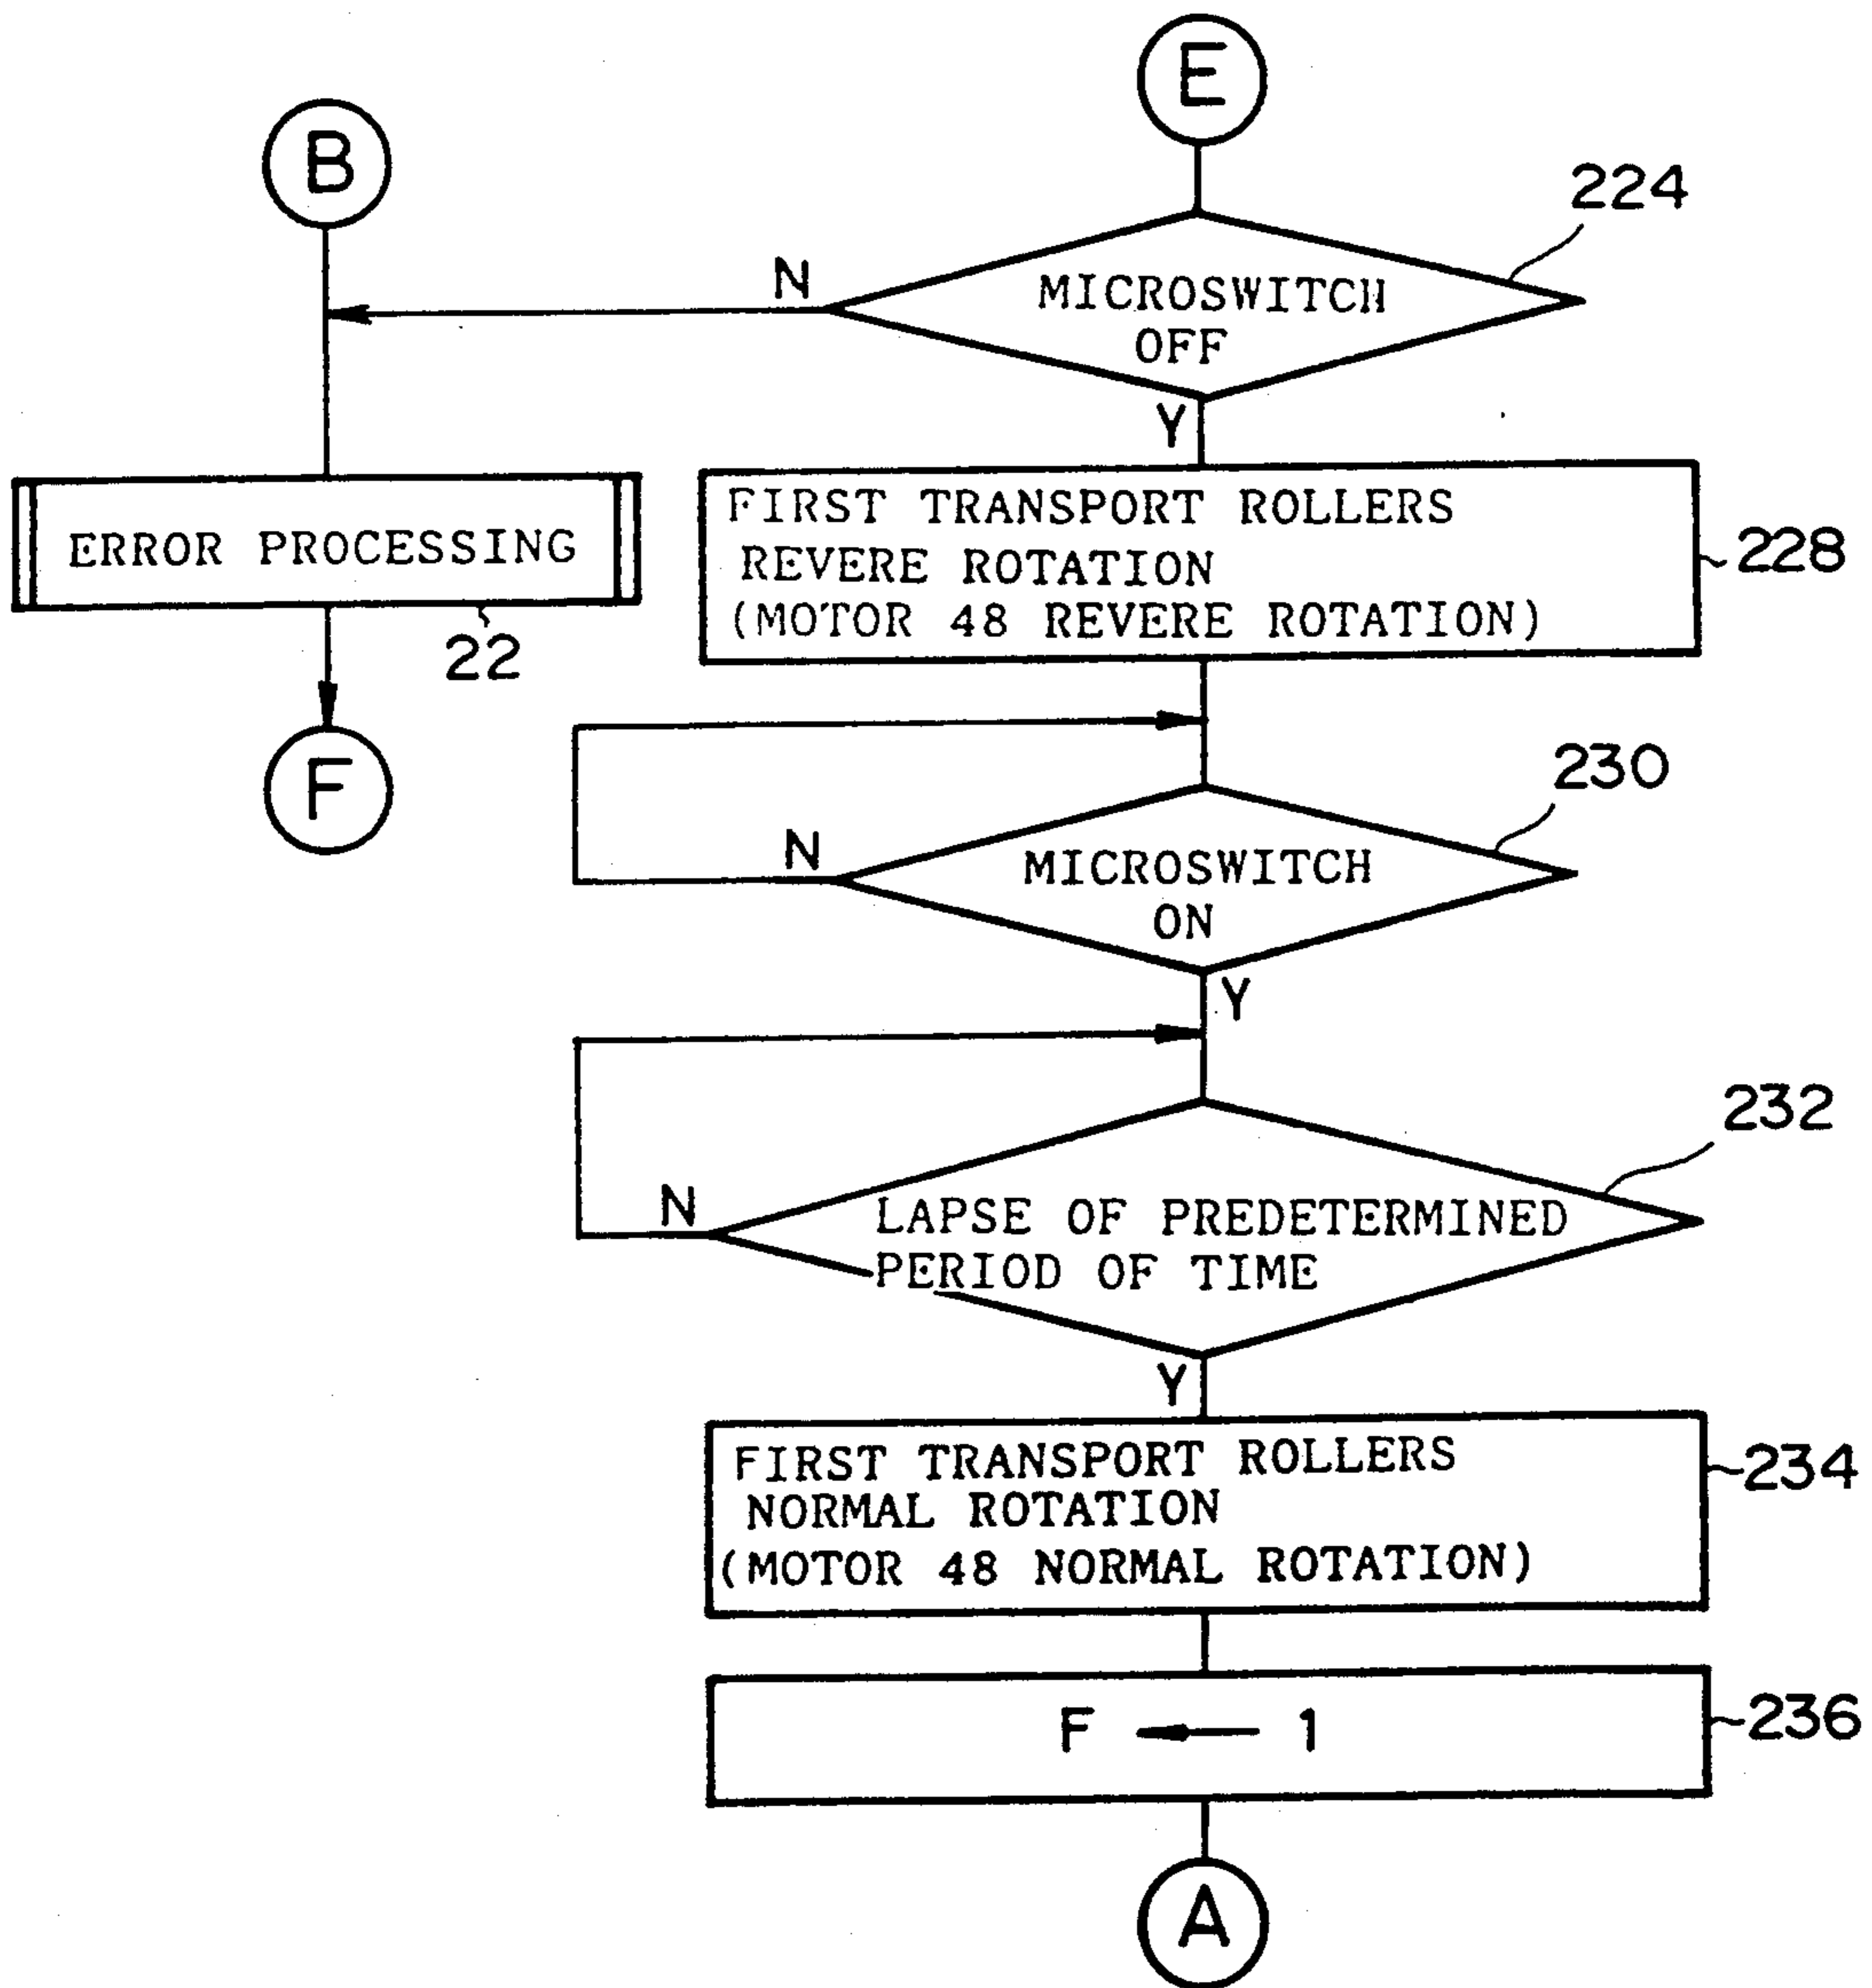 E
B
224
N
MICROSWITCH
OFF
Y
FIRST TRANSPORT ROLLERS
REVERE ROTATION
(MOTOR 48 REVERE ROTATION)
228
ERROR PROCESSING
22
F
230
N
MICROSWITCH
ON
Y
232
N
LAPSE OF PREDETERMINED
PERIOD OF TIME
Y
FIRST TRANSPORT ROLLERS
NORMAL ROTATION
(MOTOR 48 NORMAL ROTATION)
234
F ← 1
236
A